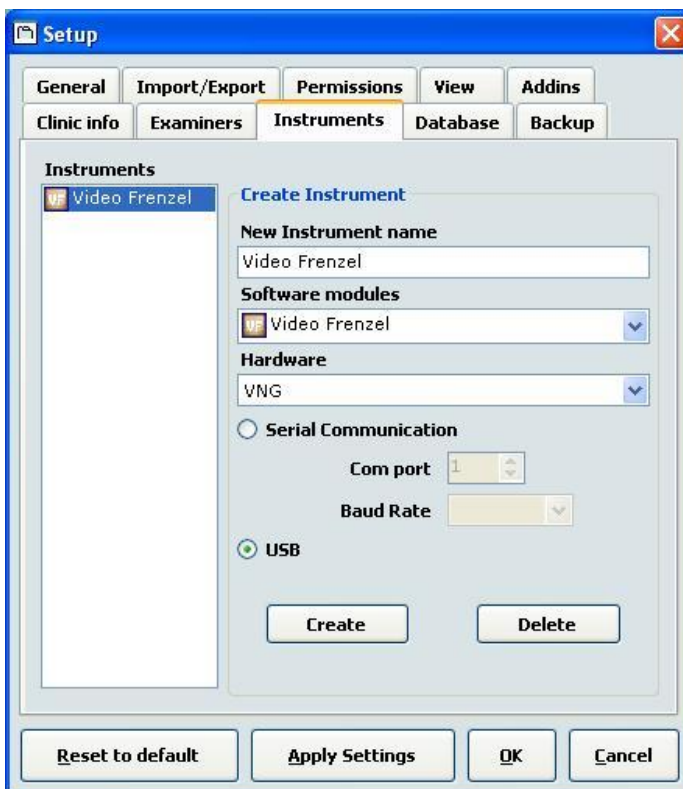 Setup
General Import/Export Permissions View Addins
Clinic info Examiners Instruments Database Backup
Instruments
VF Video Frenzel
Create Instrument
New Instrument name
Video Frenzel
Software modules
VF Video Frenzel
Hardware
VNG
Serial Communication
Com port 1
Baud Rate
USB
Create Delete
Reset to default Apply Settings OK Cancel